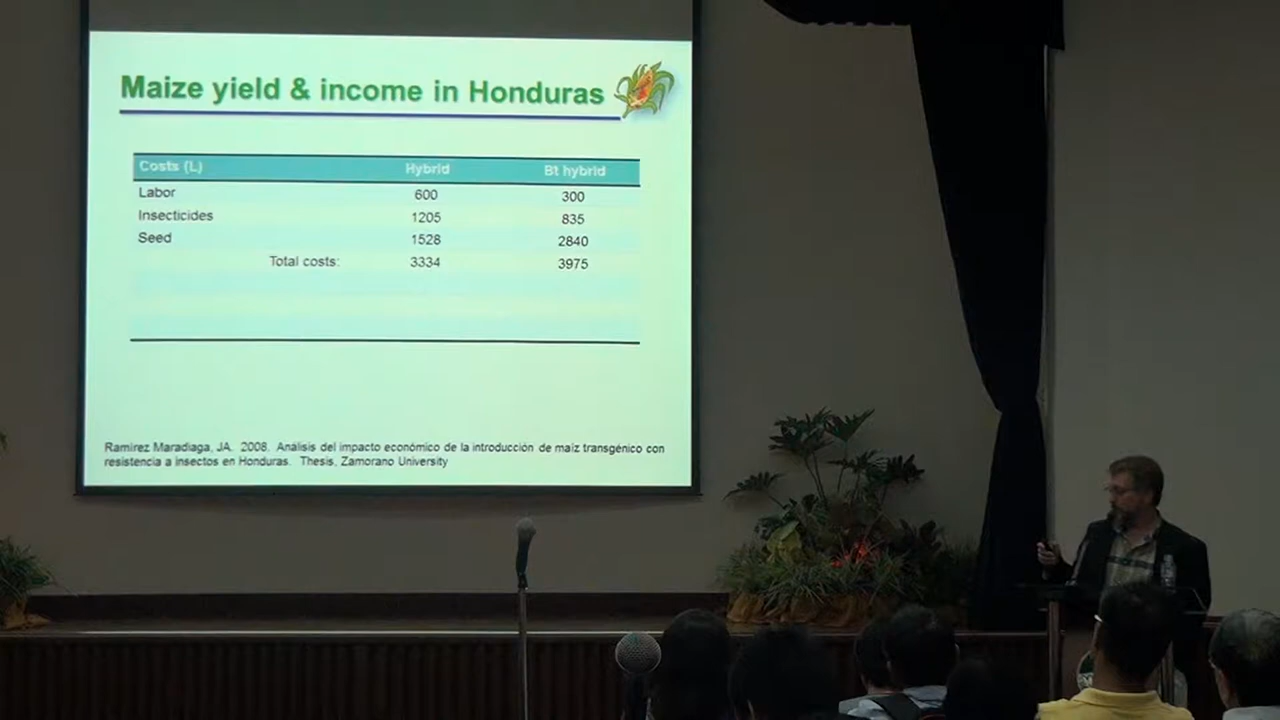 Maize yield & income in Honduras
Costs (L) Hybrid Bt hybrid
Labor 600 300
Insecticides 1205 835
Seed 1528 2840
Total costs: 3334 3975
Ramirez Maradiaga, JA. 2008. Análisis del impacto económico de la introducción de maíz transgénico con
resistencia a insectos en Honduras. Thesis, Zamorano University